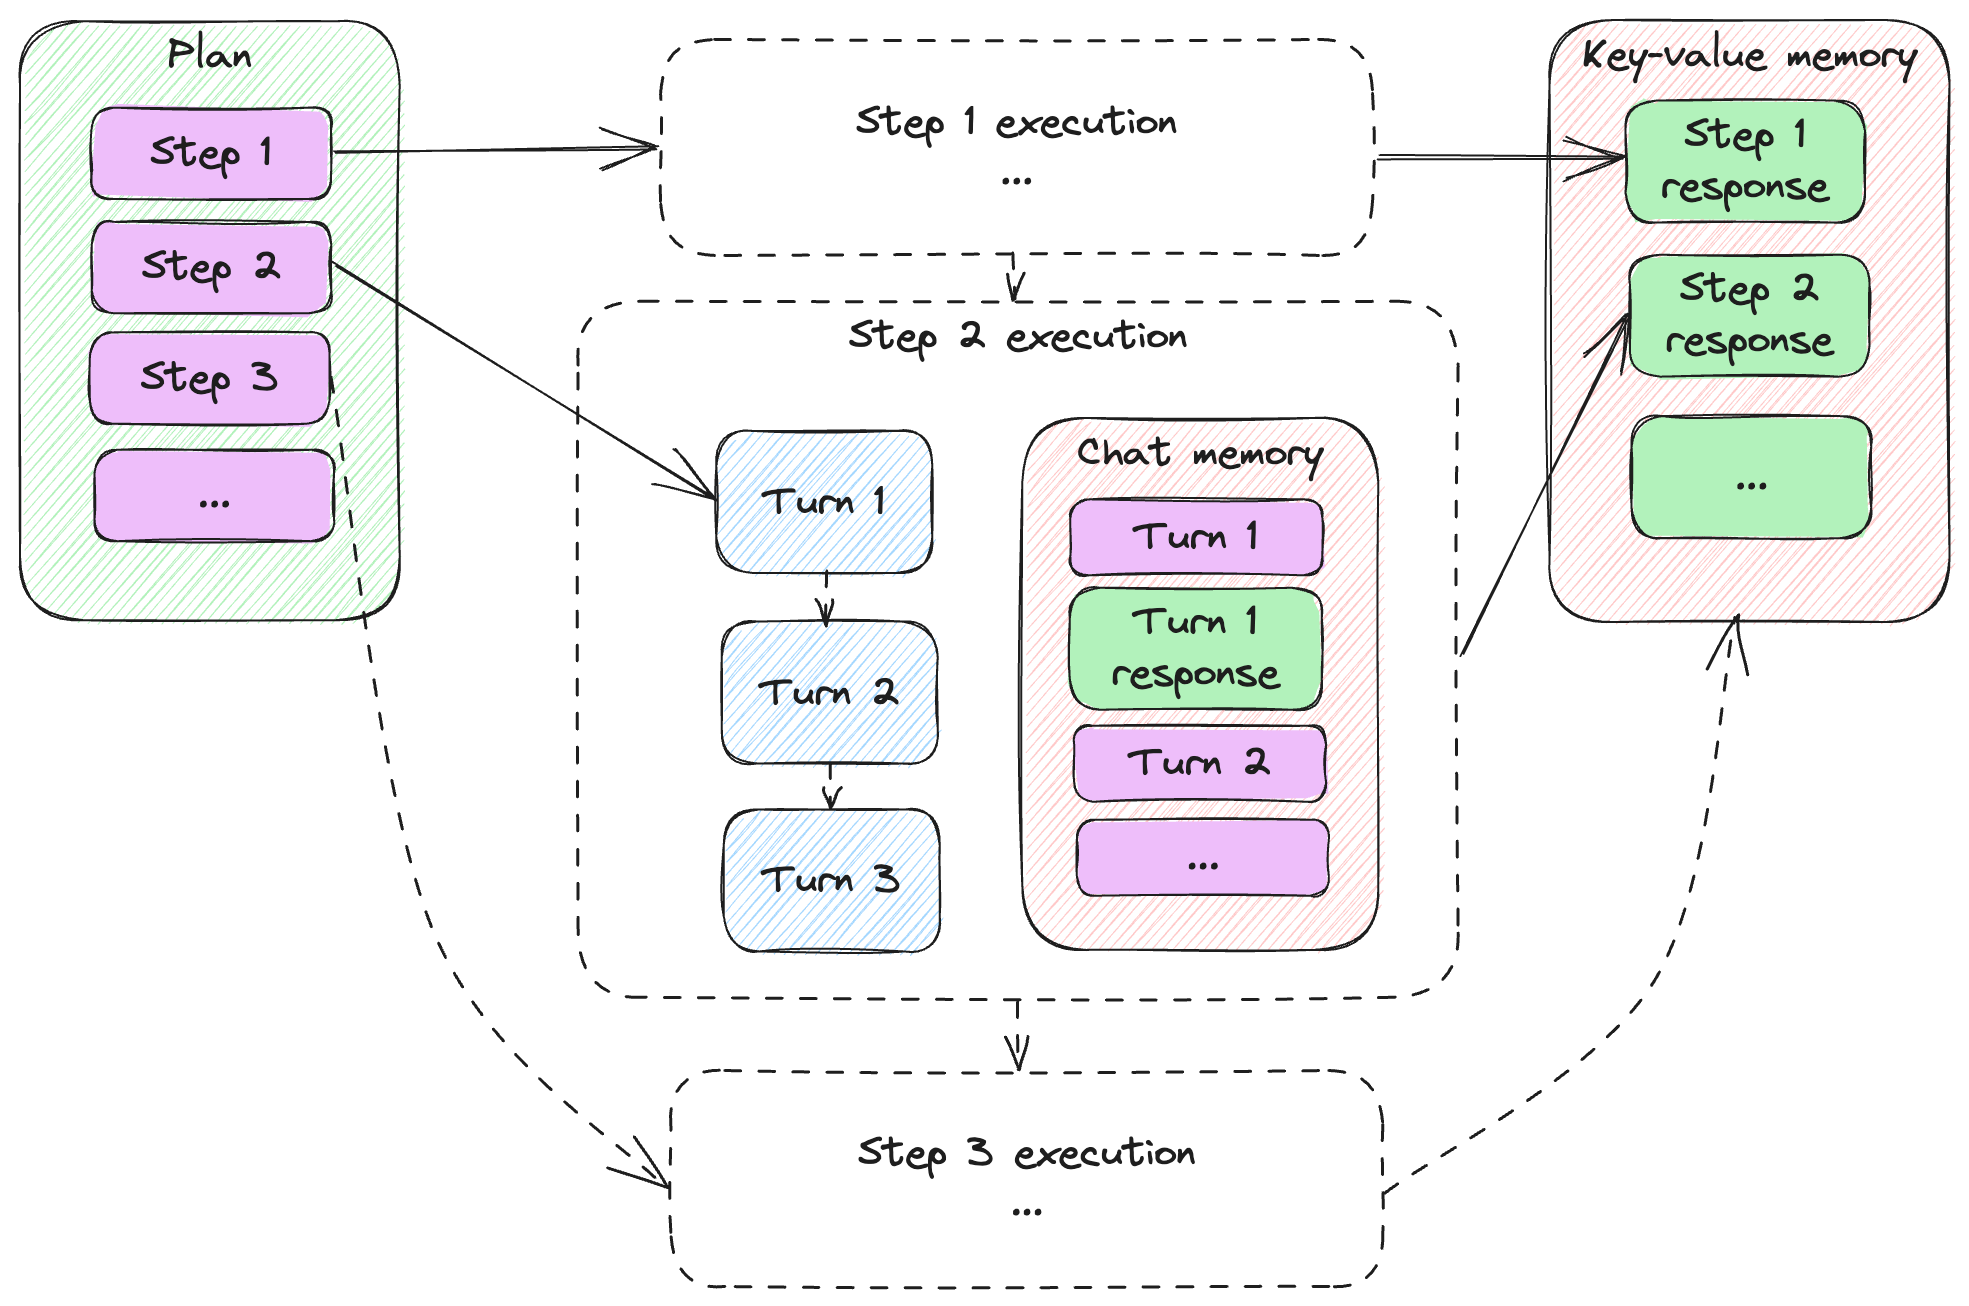 Plan
Step 1
Step 2
Step 3
...
Step 1 execution
...
Step 2 execution
Turn 1
Turn 2
Turn 3
Chat memory
Turn 1
Turn 1
response
Turn 2
...
Step 3 execution
...
Key-value memory
Step 1
response
Step 2
response
...